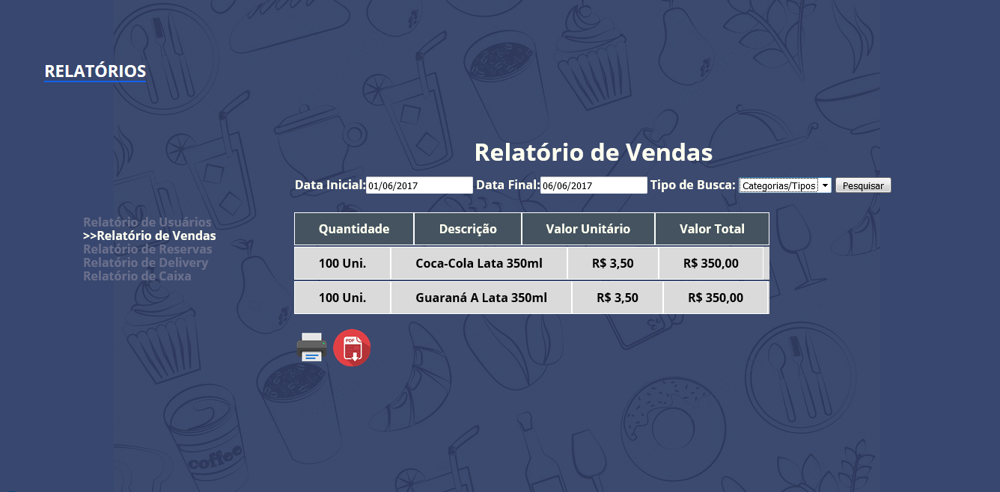 RELATÓRIOS
Relatório de Vendas
Data Inicial: 01/06/2017 Data Final: 06/06/2017 Tipo de Busca: Categorias/Tipos Pesquisar
Relatório de Usuários
>>Relatório de Vendas
Relatório de Reservas
Relatório de Delivery
Relatório de Caixa
Quantidade Descrição Valor Unitário Valor Total
100 Uni. Coca-Cola Lata 350ml R$ 3,50 R$ 350,00
100 Uni. Guaraná A Lata 350ml R$ 3,50 R$ 350,00
PDF
coffee